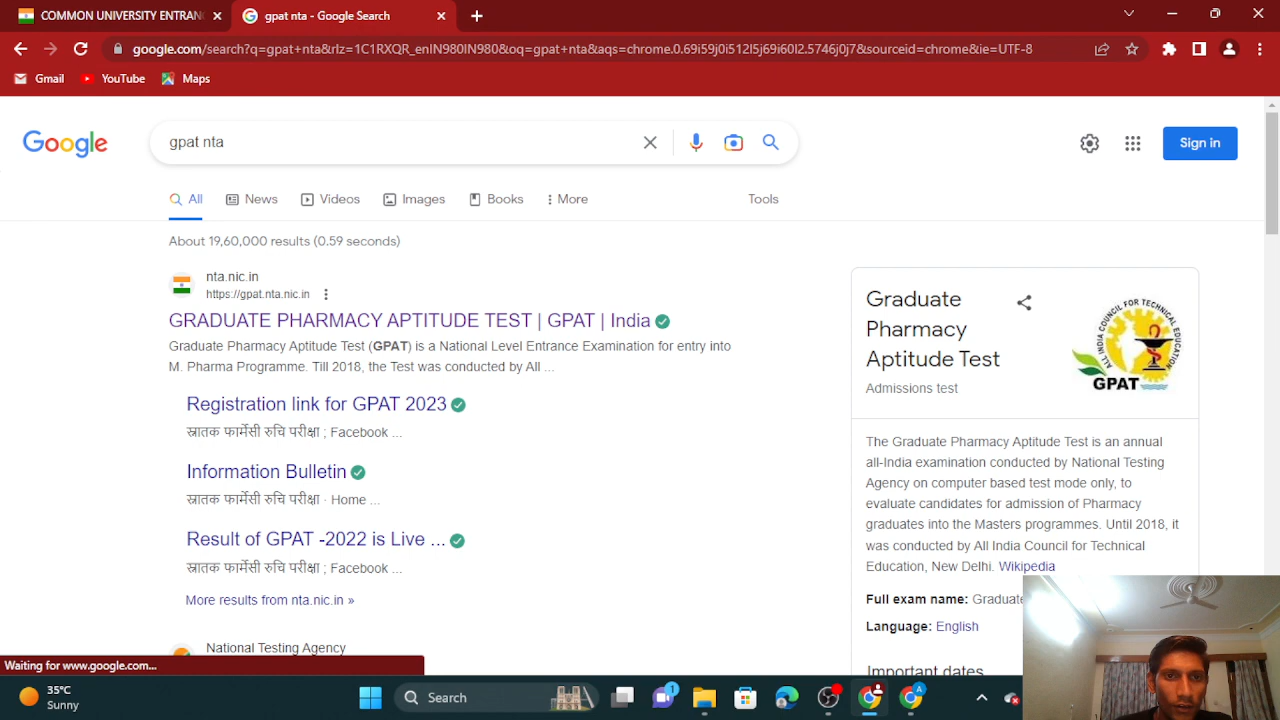 COMMON UNIVERSITY ENTRAN
gpat nta - Google Search
google.com/search?q=gpat+nta&rlz=1C1RXQR_enIN980IN980&oq=gpat+nta&aqs=chrome.0.69i59j0i512l5j69i60l2.5746j0j7&sourceid=chrome&ie=UTF-8
Gmail YouTube Maps
Google
gpat nta
Sign in
All News Videos Images Books More Tools
About 19,60,000 results (0.59 seconds)
nta.nic.in
https://gpat.nta.nic.in
GRADUATE PHARMACY APTITUDE TEST | GPAT | India
Graduate Pharmacy Aptitude Test (GPAT) is a National Level Entrance Examination for entry into
M. Pharma Programme. Till 2018, the Test was conducted by All ...
Registration link for GPAT 2023
स्नातक फार्मेसी रुचि परीक्षा ; Facebook ...
Information Bulletin
स्नातक फार्मेसी रुचि परीक्षा · Home ...
Result of GPAT -2022 is Live ...
स्नातक फार्मेसी रुचि परीक्षा ; Facebook ...
More results from nta.nic.in »
National Testing Agency
Graduate
Pharmacy
Aptitude Test
Admissions test
ALL INDIA COUNCIL FOR TECHNICAL EDUCATION
GPAT
The Graduate Pharmacy Aptitude Test is an annual
all-India examination conducted by National Testing
Agency on computer based test mode only, to
evaluate candidates for admission of Pharmacy
graduates into the Masters programmes. Until 2018, it
was conducted by All India Council for Technical
Education, New Delhi. Wikipedia
Full exam name: Graduate
Language: English
Important dates
Waiting for www.google.com...
35°C
Sunny
Search
1
A